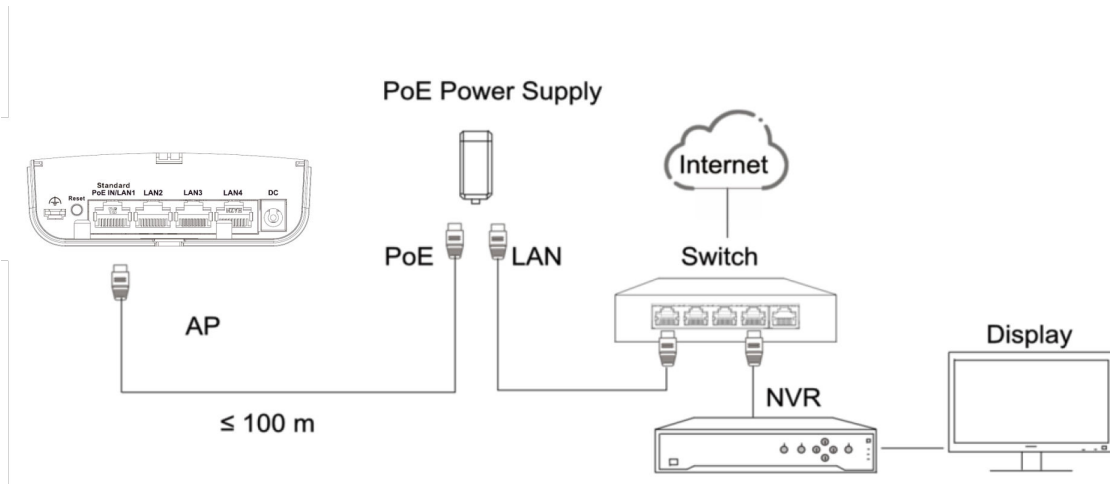 PoE Power Supply
Internet
Standard
PoE IN/LAN1 LAN2 LAN3 LAN4 DC
Reset
PoE
LAN
Switch
AP
Display
NVR
≤ 100 m